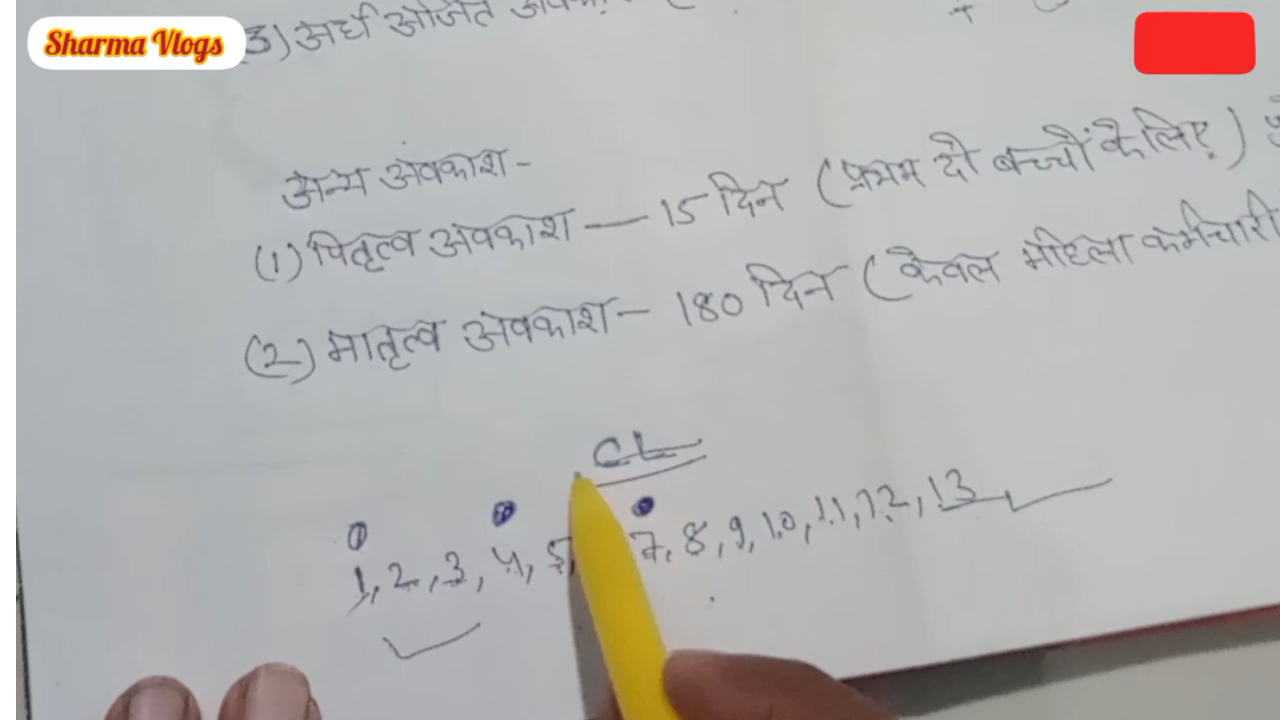 Sharma Vlogs
(3) अर्ध अर्जित अवकाश
अन्य अवकाश-
(1) पितृत्व अवकाश — 15 दिन (प्रथम दो बच्चों के लिए)
(2) मातृत्व अवकाश - 180 दिन (केवल महिला कर्मचारी
CL
1, 2, 3, 4, 5, 7, 8, 9, 10, 11, 12, 13